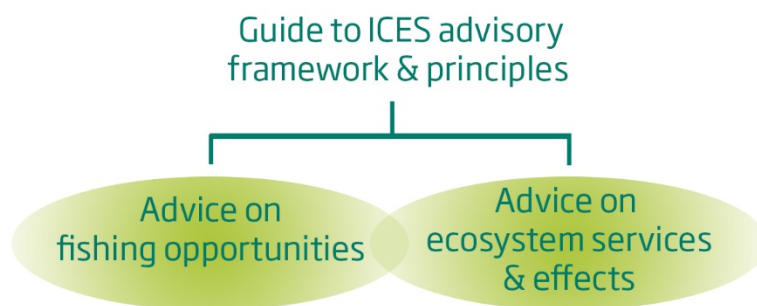 Guide to ICES advisory
framework & principles
Advice on
fishing opportunities
Advice on
ecosystem services
& effects